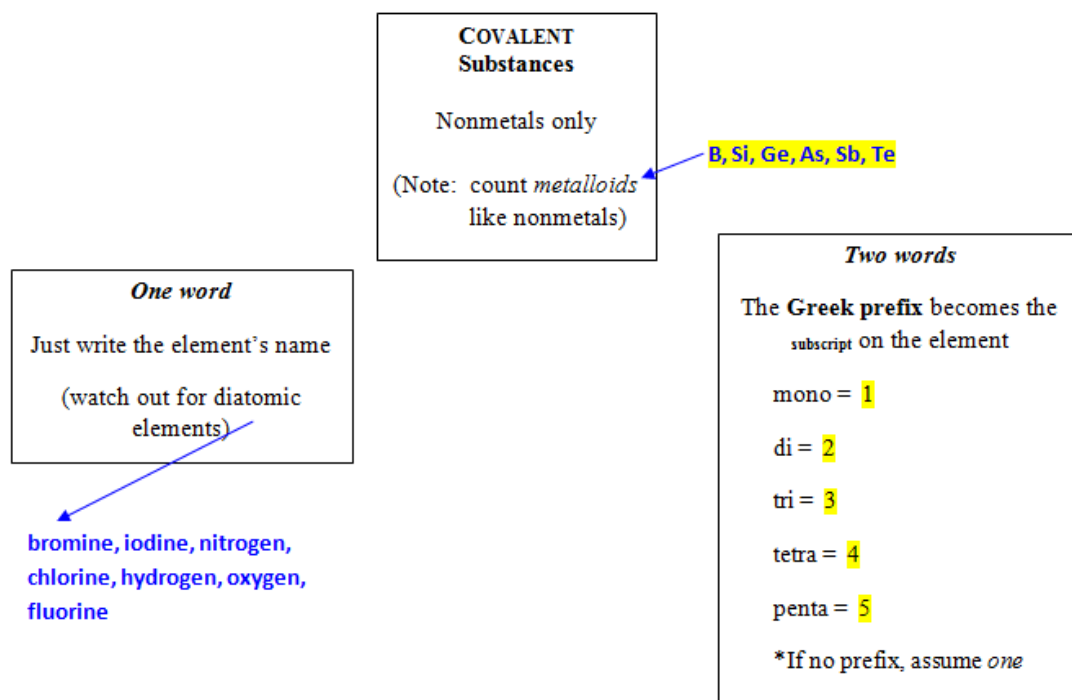 COVALENT
Substances
Nonmetals only
(Note: count metalloids
like nonmetals)
B, Si, Ge, As, Sb, Te
One word
Just write the element's name
(watch out for diatomic
elements)
bromine, iodine, nitrogen,
chlorine, hydrogen, oxygen,
fluorine
Two words
The Greek prefix becomes the
subscript on the element
mono = 1
di = 2
tri = 3
tetra = 4
penta = 5
*If no prefix, assume one